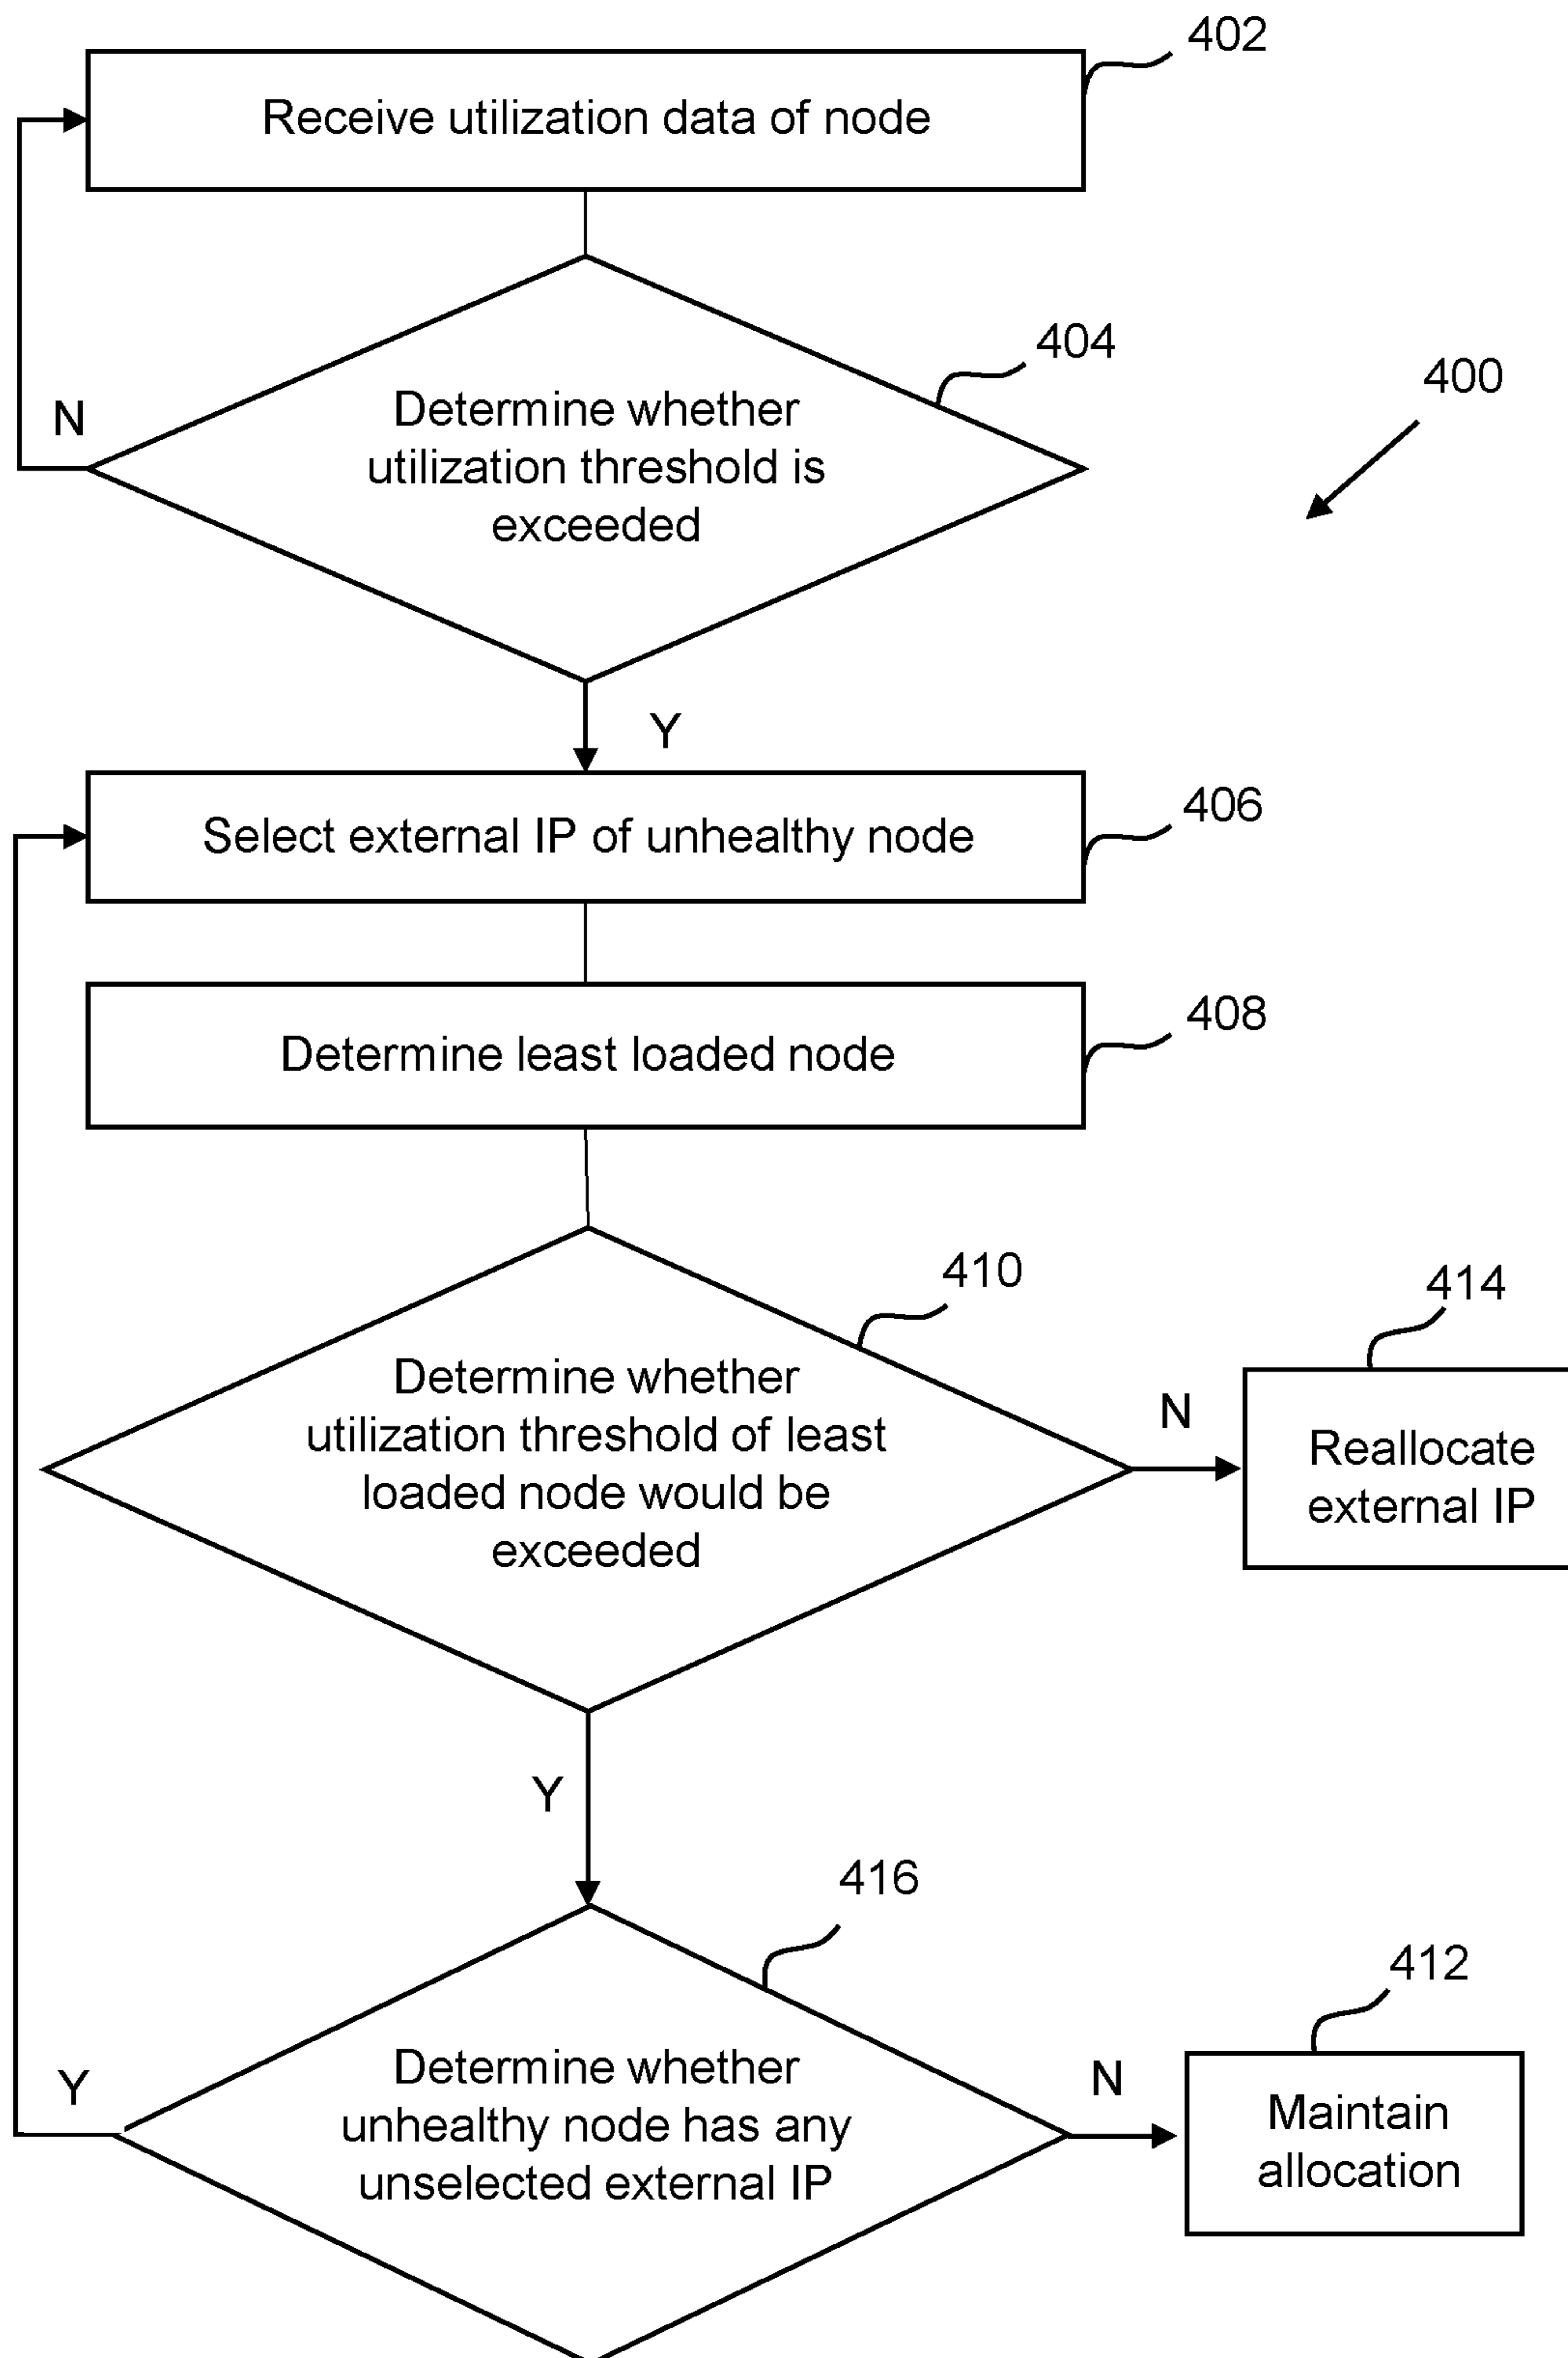 402
Receive utilization data of node
404
400
N
Determine whether
utilization threshold is
exceeded
Y
406
Select external IP of unhealthy node
408
Determine least loaded node
410
414
Determine whether
utilization threshold of least
loaded node would be
exceeded
N
Reallocate
external IP
Y
416
412
Y
Determine whether
unhealthy node has any
unselected external IP
N
Maintain
allocation